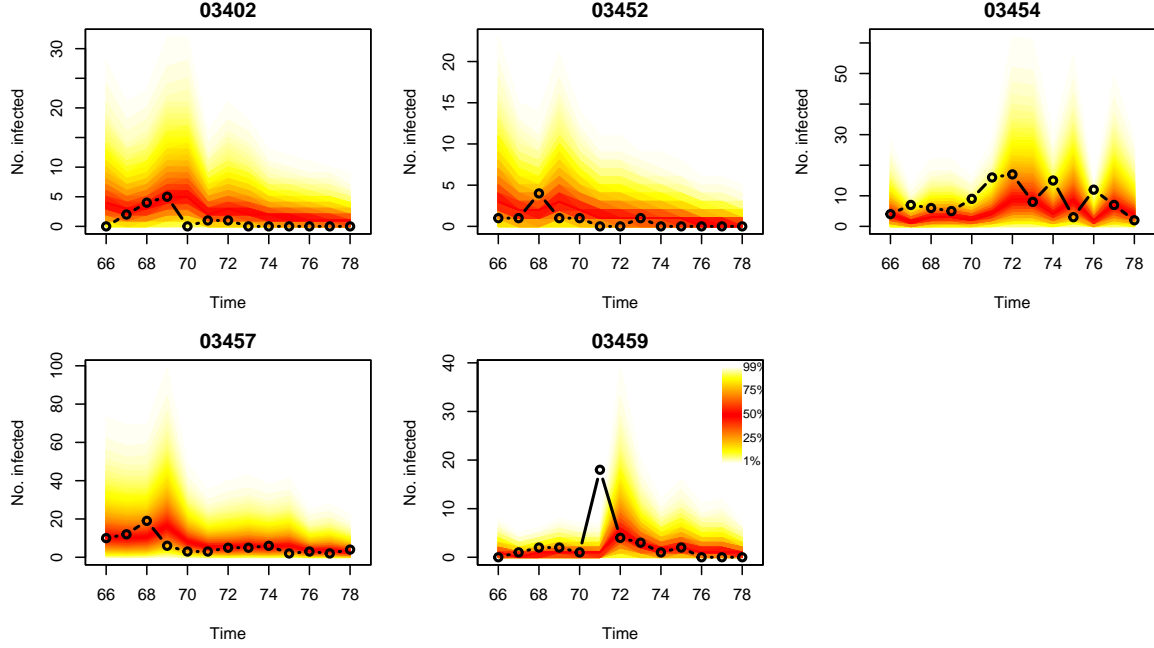 03402
No. infected
0 5 10 20 30
66 68 70 72 74 76 78
Time
03452
No. infected
0 5 10 15 20
66 68 70 72 74 76 78
Time
03454
No. infected
0 10 30 50
66 68 70 72 74 76 78
Time
03457
No. infected
0 20 40 60 80 100
66 68 70 72 74 76 78
Time
03459
No. infected
0 10 20 30 40
99%
75%
50%
25%
1%
66 68 70 72 74 76 78
Time